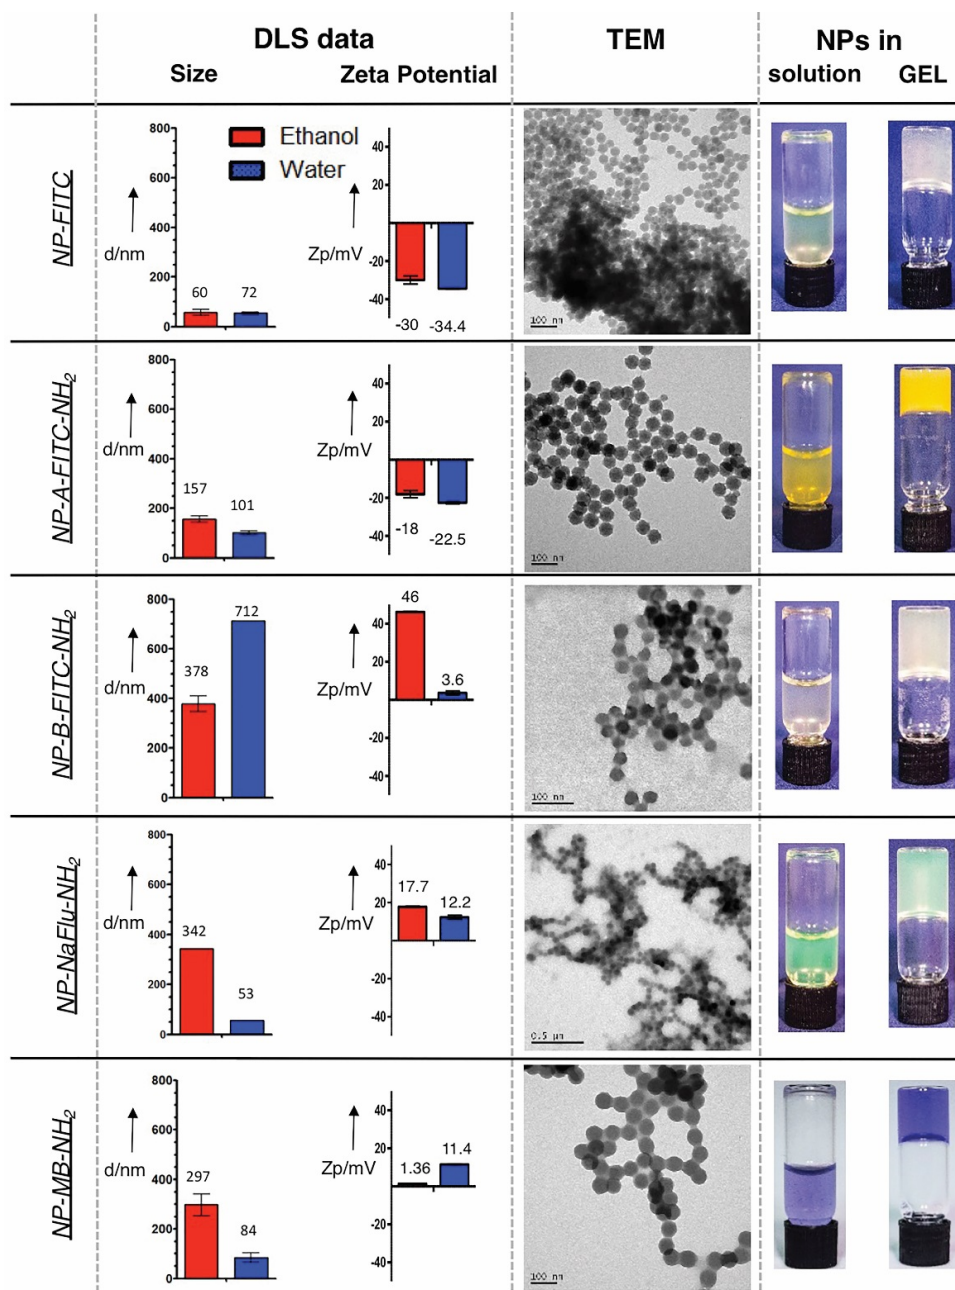 DLS data TEM NPs in
Size Zeta Potential solution GEL
NP-FITC
800
600
400
200
0
d/nm
Ethanol
Water
60 72
40
20
-20
-40
Zp/mV
-30 -34.4
100 nm
NP-A-FITC-NH2
800
600
400
200
0
d/nm
157 101
40
20
-20
-40
Zp/mV
-18 -22.5
100 nm
NP-B-FITC-NH2
800
600
400
200
0
d/nm
378 712
40
20
-20
-40
Zp/mV
46 3.6
100 nm
NP-NaFlu-NH2
800
600
400
200
0
d/nm
342 53
40
20
-20
-40
Zp/mV
17.7 12.2
0.5 µm
NP-MB-NH2
800
600
400
200
0
d/nm
297 84
40
20
-20
-40
Zp/mV
1.36 11.4
100 nm